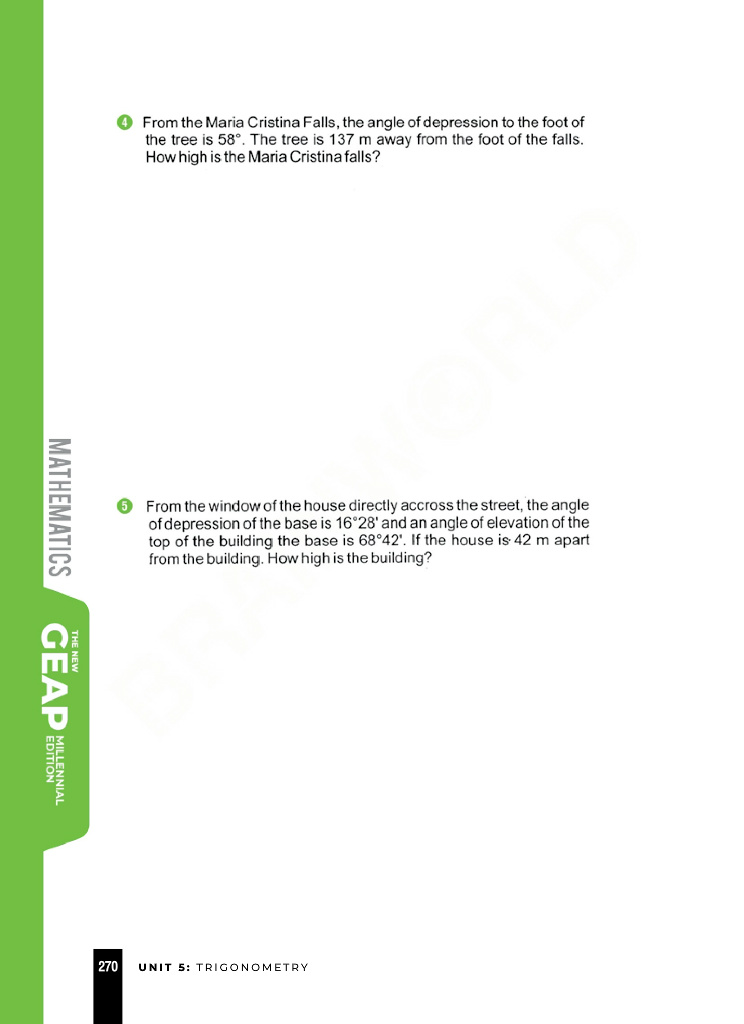 4 From the Maria Cristina Falls, the angle of depression to the foot of
the tree is 58°. The tree is 137 m away from the foot of the falls.
How high is the Maria Cristina falls?
BRAINWORLD
MATHEMATICS
5 From the window of the house directly accross the street, the angle
of depression of the base is 16°28' and an angle of elevation of the
top of the building the base is 68°42'. If the house is 42 m apart
from the building. How high is the building?
THE NEW
GEAP
MILLENNIAL
EDITION
270 UNIT 5: TRIGONOMETRY